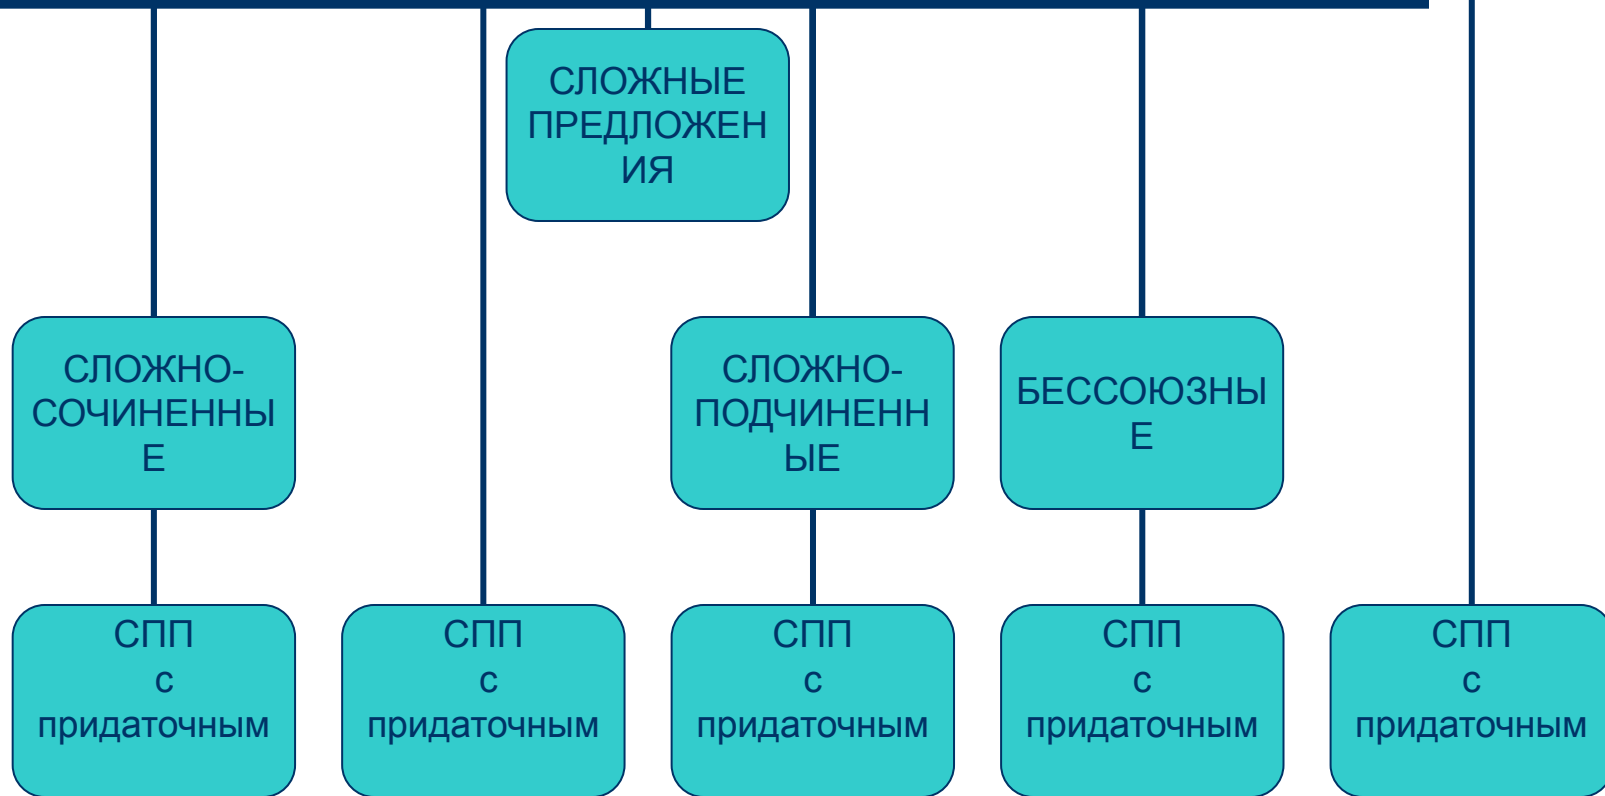 СЛОЖНЫЕ
ПРЕДЛОЖЕН
ИЯ
СЛОЖНО-
СОЧИНЕННЫ
Е
СЛОЖНО-
ПОДЧИНЕНН
ЫЕ
БЕССОЮЗНЫ
Е
СПП
с
придаточным
СПП
с
придаточным
СПП
с
придаточным
СПП
с
придаточным
СПП
с
придаточным